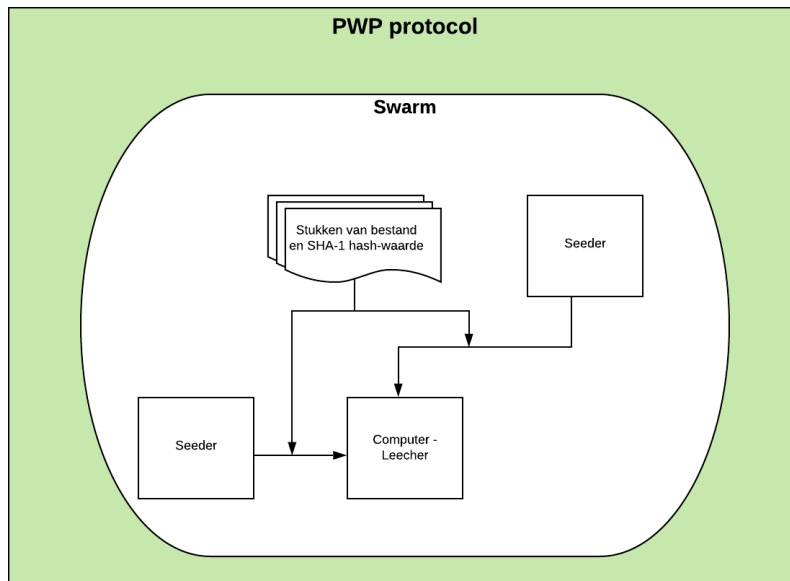 PWP protocol
Swarm
Stukken van bestand
en SHA-1 hash-waarde
Seeder
Seeder
Computer -
Leecher